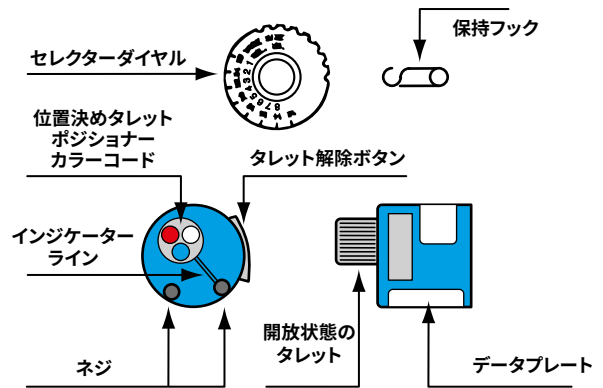 保持フック
セレクターダイヤル
位置決めタレット
ポジショナー
カラーコード
タレット解除ボタン
インジケーター
ライン
開放状態の
タレット
ネジ
データプレート